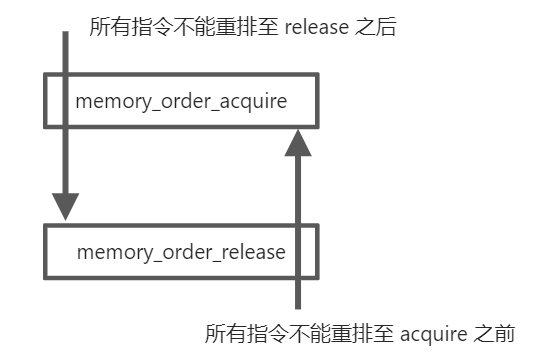 所有指令不能重排至 release 之后
memory_order_acquire
memory_order_release
所有指令不能重排至 acquire 之前